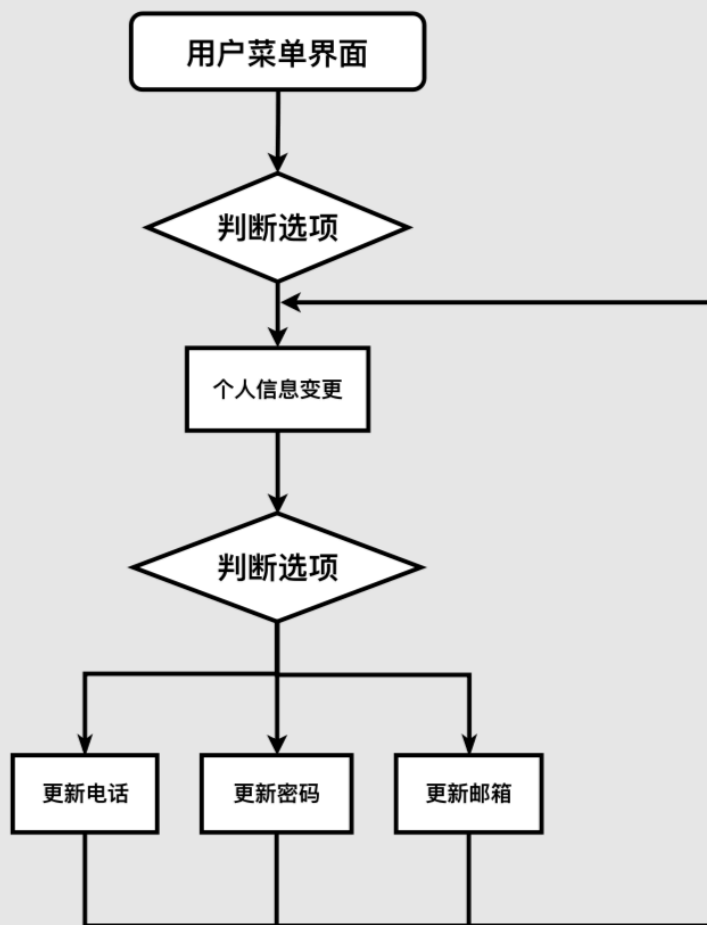 用户菜单界面
判断选项
个人信息变更
判断选项
更新电话
更新密码
更新邮箱